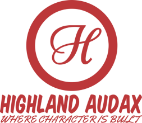 H
HIGHLAND AUDAX
WHERE CHARACTER IS BUILT